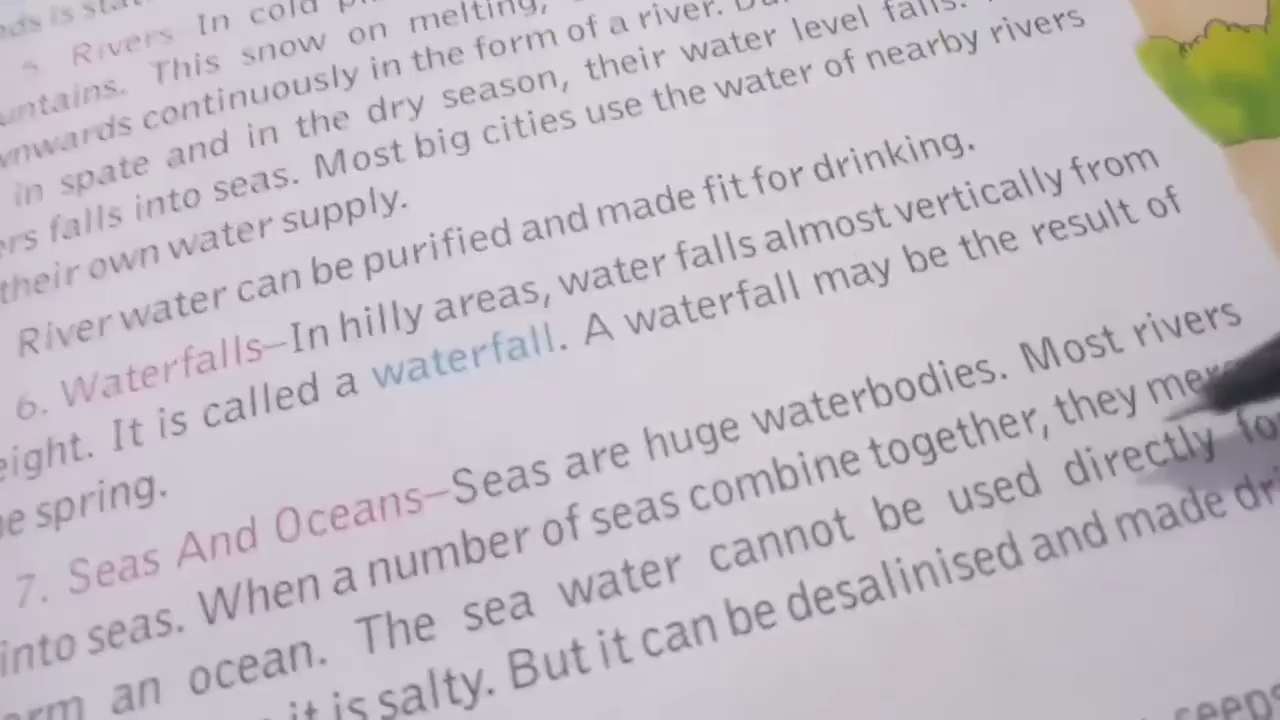 5. Rivers In cold
This snow on melting,
continuously in the form of a river.
in spate and in the dry season, their water level falls.
falls into seas. Most big cities use the water of nearby rivers
their own water supply.
River water can be purified and made fit for drinking.
6. Waterfalls–In hilly areas, water falls almost vertically from
It is called a waterfall. A waterfall may be the result of
spring.
7. Seas And Oceans–Seas are huge waterbodies. Most rivers
into seas. When a number of seas combine together, they
an ocean. The sea water cannot be used directly
it is salty. But it can be desalinised and made